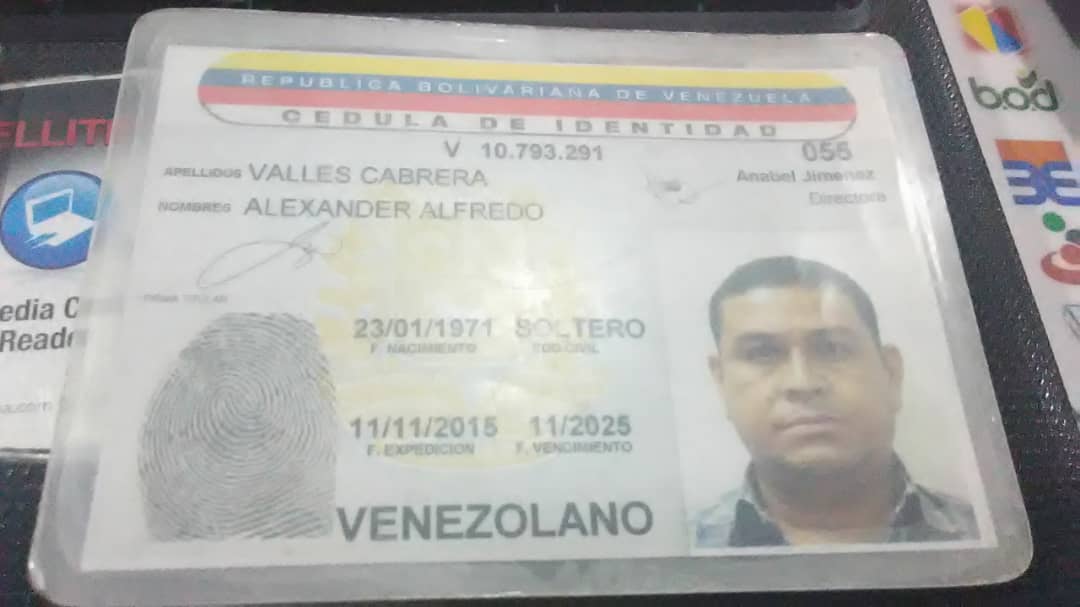 REPUBLICA BOLIVARIANA DE VENEZUELA
CEDULA DE IDENTIDAD
V 10.793.291
055
APELLIDOS VALLES CABRERA
Anabel Jimenez
Directora
NOMBRES ALEXANDER ALFREDO
FIRMA TITULAR
23/01/1971 SOLTERO
F. NACIMIENTO EDO CIVIL
11/11/2015 11/2025
F. EXPEDICION F. VENCIMIENTO
VENEZOLANO
ELLIT
edia C
Reade
a.com
b.o.d